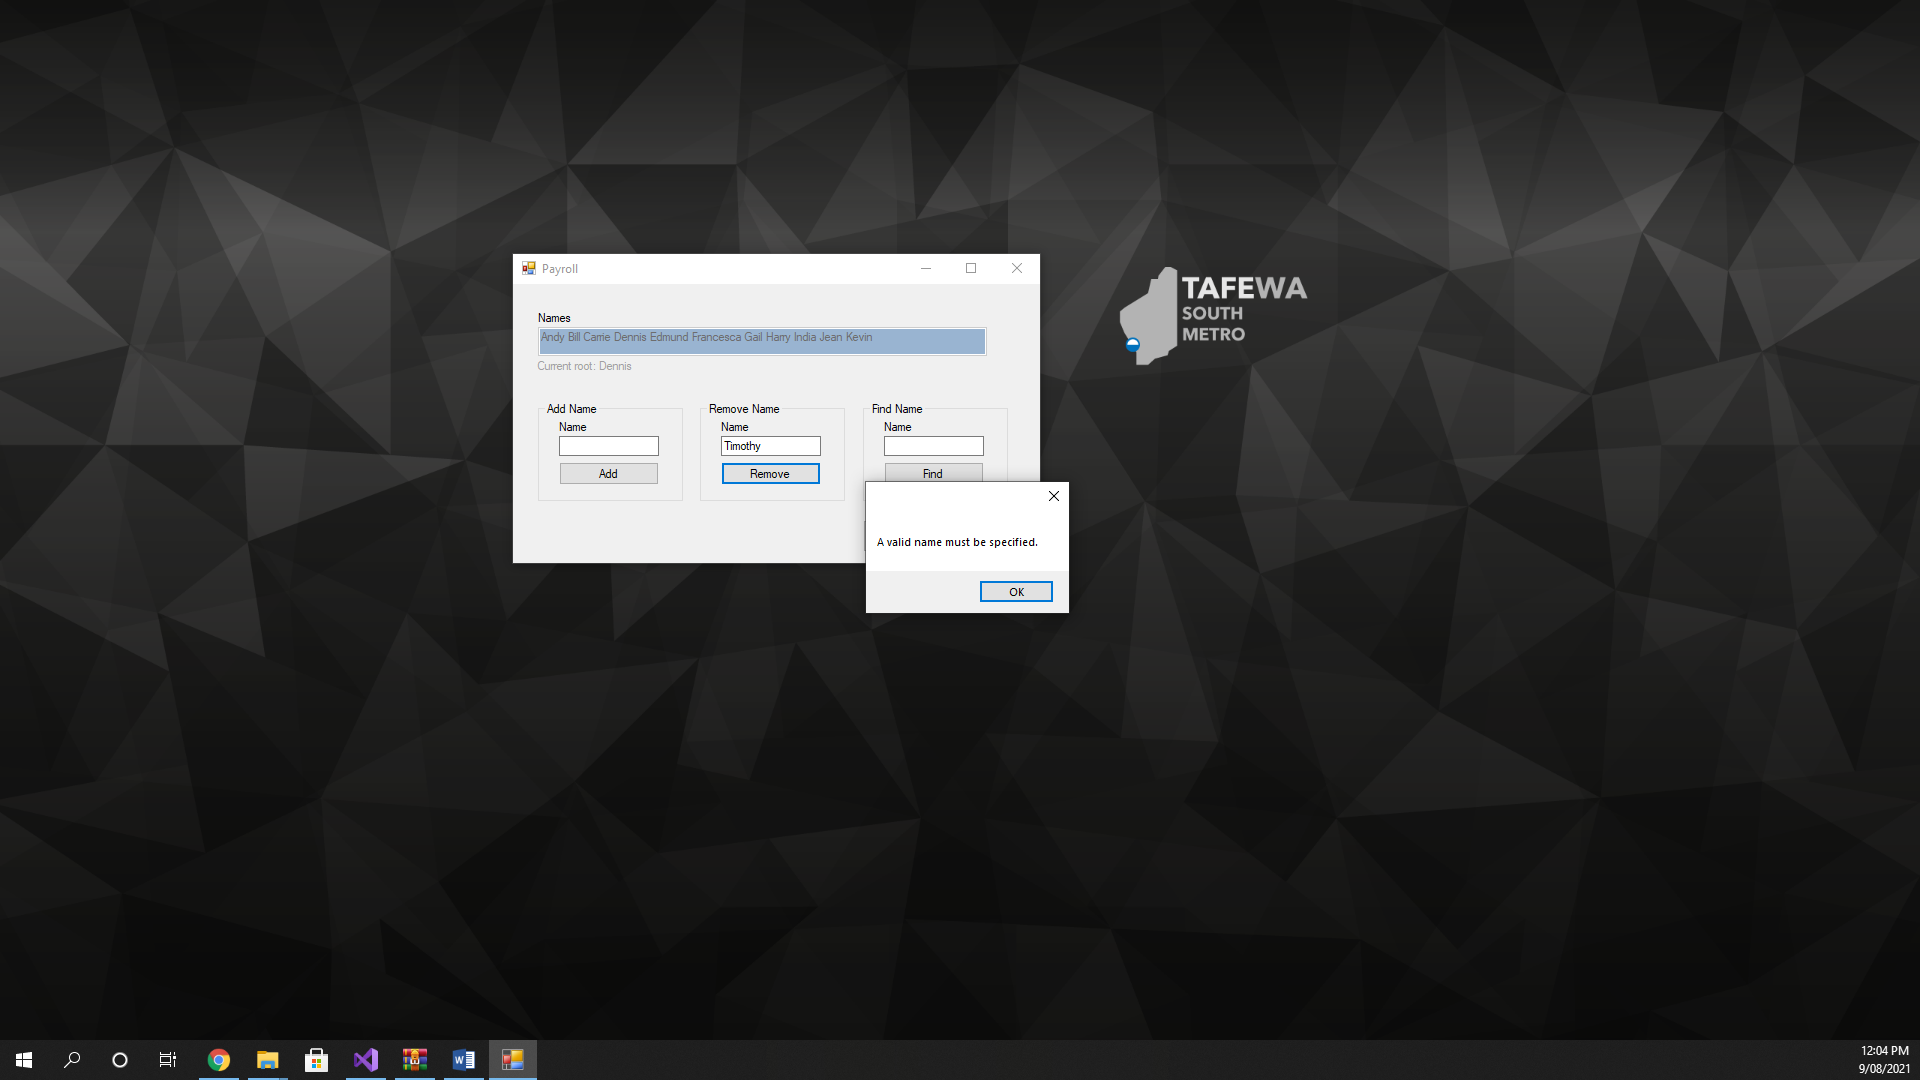 Payroll
Names
Andy Bill Carrie Dennis Edmund Francesca Gail Harry India Jean Kevin
Current root: Dennis
Add Name
Name
Add
Remove Name
Name
Timothy
Remove
Find Name
Name
Find
A valid name must be specified.
OK
TAFEWA
SOUTH
METRO
12:04 PM
9/08/2021